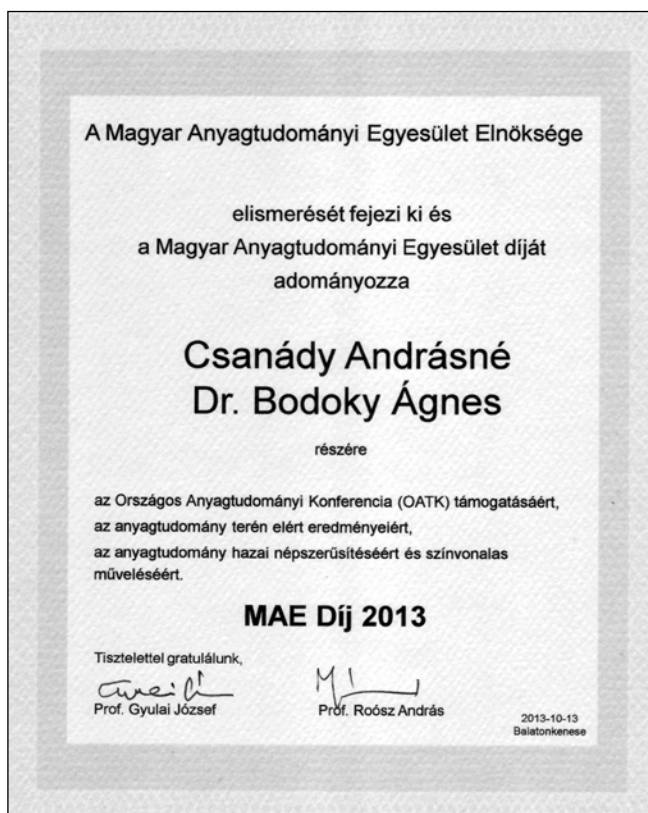 A Magyar Anyagtudományi Egyesület Elnöksége
elismerését fejezi ki és
a Magyar Anyagtudományi Egyesület díját
adományozza
Csanády Andrásné
Dr. Bodoky Ágnes
részére
az Országos Anyagtudományi Konferencia (OATK) támogatásáért,
az anyagtudomány terén elért eredményeiért,
az anyagtudomány hazai népszerűsítéséért és színvonalas
műveléséért.
MAE Díj 2013
Tisztelettel gratulálunk,
Prof. Gyulai József
Prof. Roósz András
2013-10-13
Balatonkenese